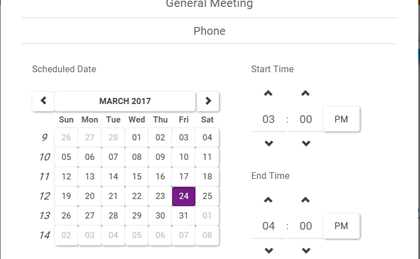 General Meeting
Phone
Scheduled Date
MARCH 2017
Sun Mon Tue Wed Thu Fri Sat
9 26 27 28 01 02 03 04
10 05 06 07 08 09 10 11
11 12 13 14 15 16 17 18
12 19 20 21 22 23 24 25
13 26 27 28 29 30 31 01
14 02 03 04 05 06 07 08
Start Time
03 : 00 PM
End Time
04 : 00 PM